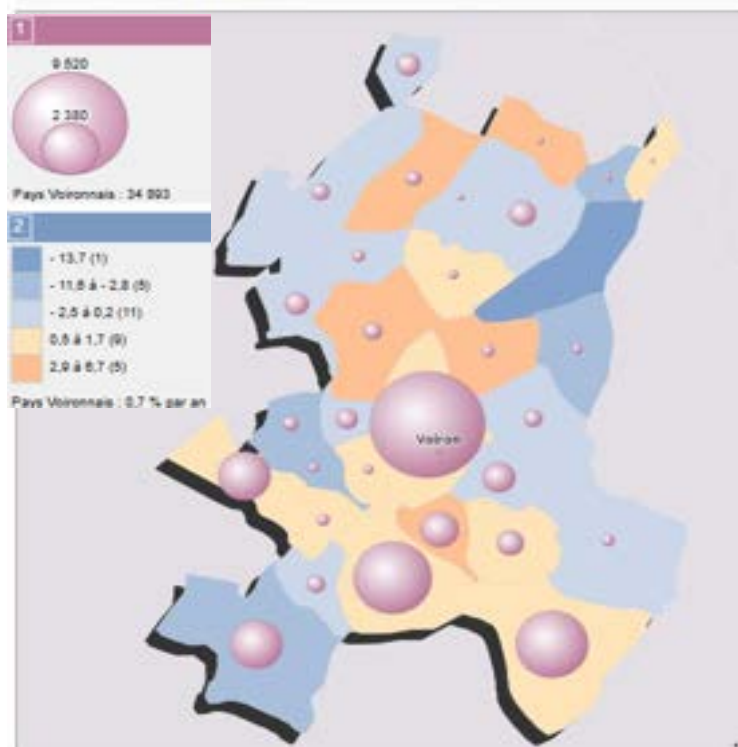 1
9 620
2 380
Pays Voironnais : 34 893
2
- 13,7 (1)
- 11,6 à - 2,8 (5)
- 2,5 à 0,2 (11)
0,5 à 1,7 (9)
2,9 à 6,7 (5)
Pays Voironnais : 0,7 % par an
Voiron